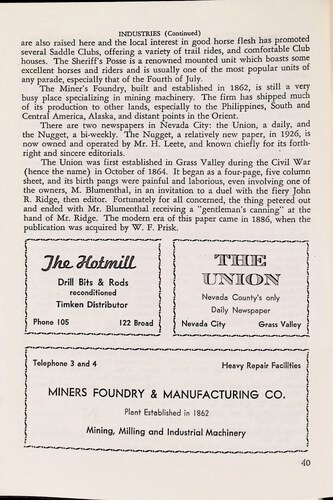 INDUSTRIES (Continued)
are also raised here and the local interest in good horse flesh has promoted
several Saddle Clubs, offering a variety of trail rides, and comfortable Club
houses. The Sheriff's Posse is a renowned mounted unit which boasts some
excellent horses and riders and is usually one of the most popular units of
any parade, especially that of the Fourth of July.
The Miner's Foundry, built and established in 1862, is still a very
busy place specializing in mining machinery. The firm has shipped much
of its production to other lands, especially to the Philippines, South and
Central America, Alaska, and distant points in the Orient.
There are two newspapers in Nevada City: the Union, a daily, and
the Nugget, a bi-weekly. The Nugget, a relatively new paper, in 1926, is
now owned and operated by Mr. H. Leete, and known chiefly for its forth-
right and sincere editorials.
The Union was first established in Grass Valley during the Civil War
(hence the name) in October of 1864. It began as a four-page, five column
sheet, and its birth pangs were painful and laborious, even involving one of
the owners, M. Blumenthal, in an invitation to a duel with the fiery John
R. Ridge, then editor. Fortunately for all concerned, the thing petered out
and ended with Mr. Blumenthal receiving a "gentleman's canning" at the
hand of Mr. Ridge. The modern era of this paper came in 1886, when the
publication was acquired by W. F. Prisk.
The Hotmill
Drill Bits & Rods
reconditioned
Timken Distributor
Phone 105 122 Broad
THE
UNION
Nevada County's only
Daily Newspaper
Nevada City Grass Valley
Telephone 3 and 4 Heavy Repair Facilities
MINERS FOUNDRY & MANUFACTURING CO.
Plant Established in 1862
Mining, Milling and Industrial Machinery
40